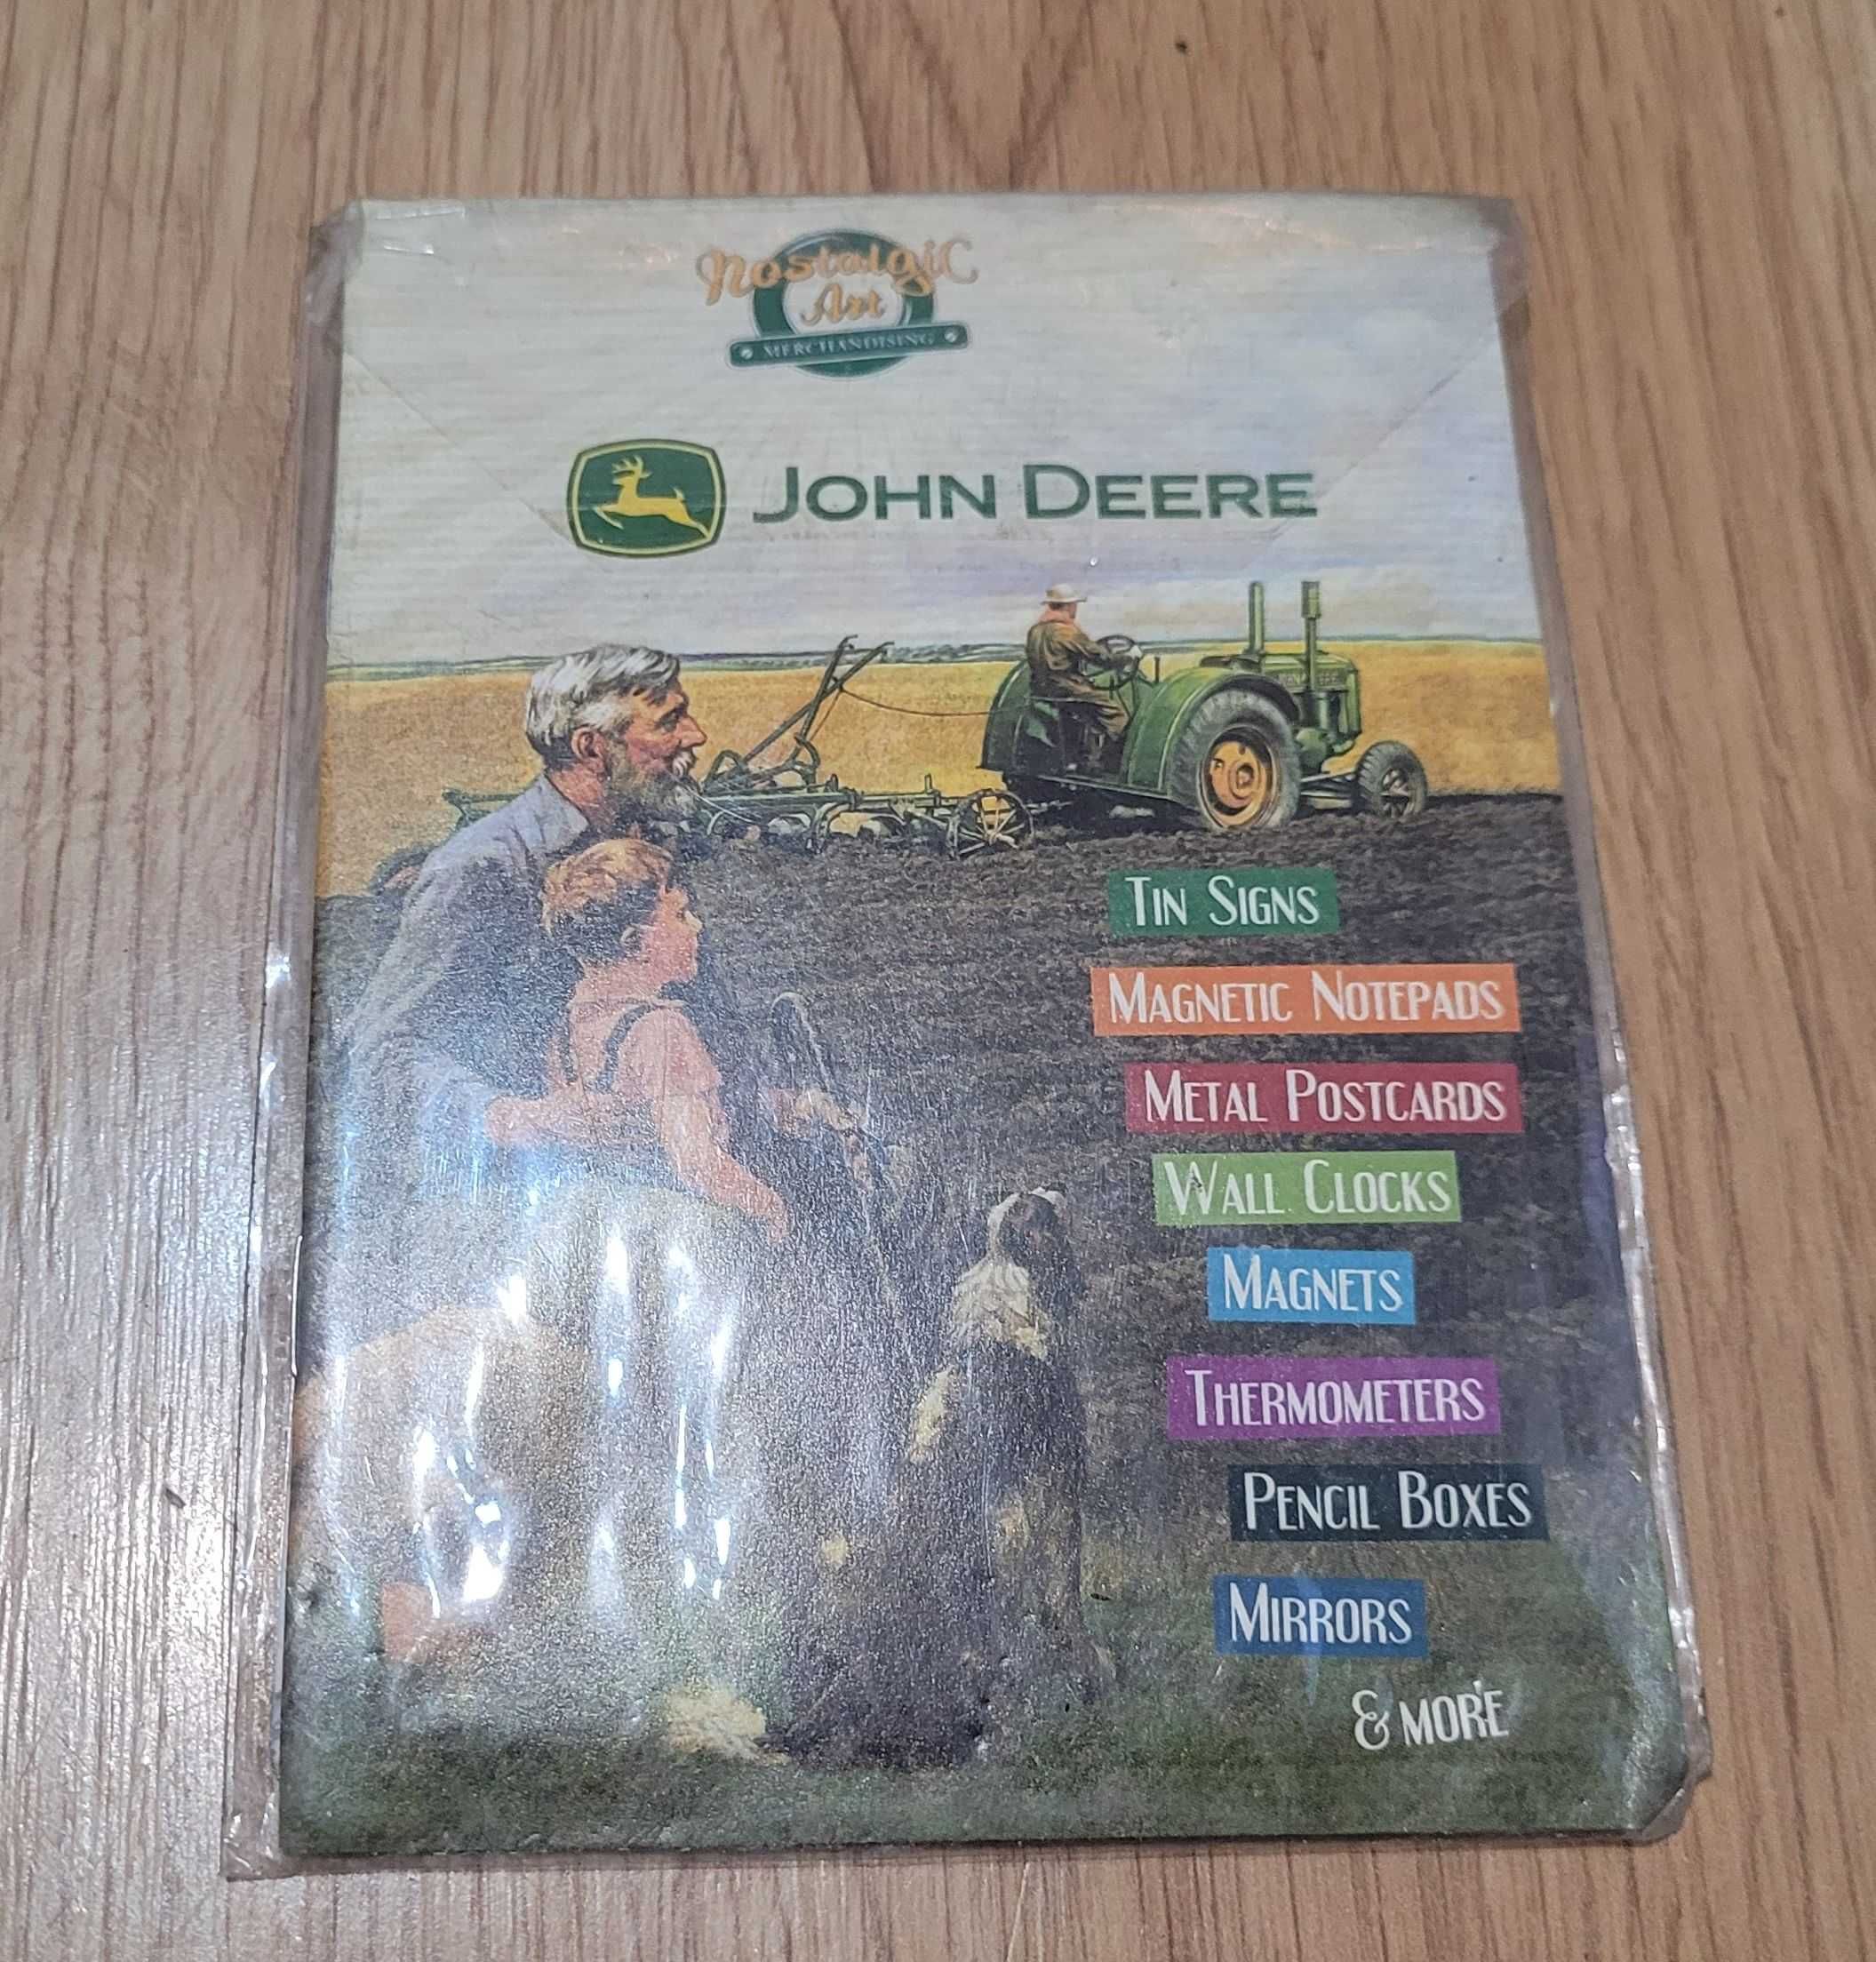 Nostalgic
Art
MERCHANDISING
JOHN DEERE
TIN SIGNS
MAGNETIC NOTEPADS
METAL POSTCARDS
WALL CLOCKS
MAGNETS
THERMOMETERS
PENCIL BOXES
MIRRORS
& MORE